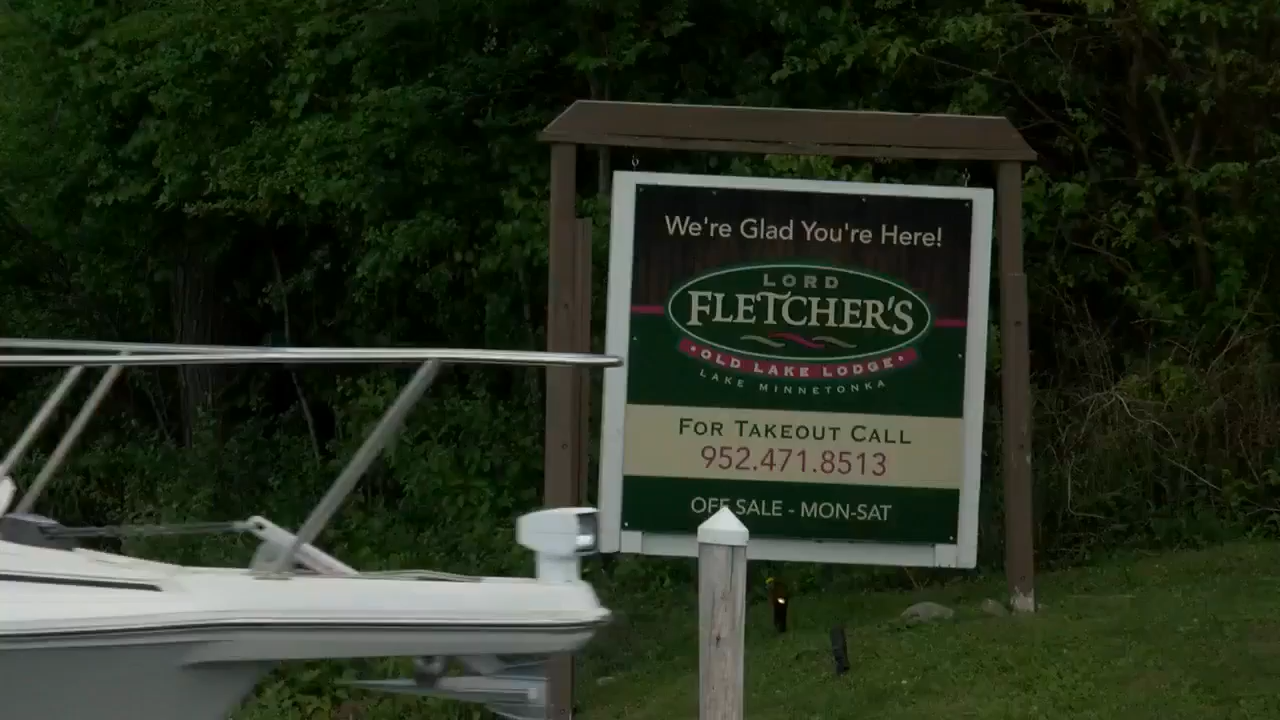 We're Glad You're Here!
LORD
FLETCHER'S
•OLD LAKE LODGE•
LAKE MINNETONKA
FOR TAKEOUT CALL
952.471.8513
OFF SALE - MON-SAT